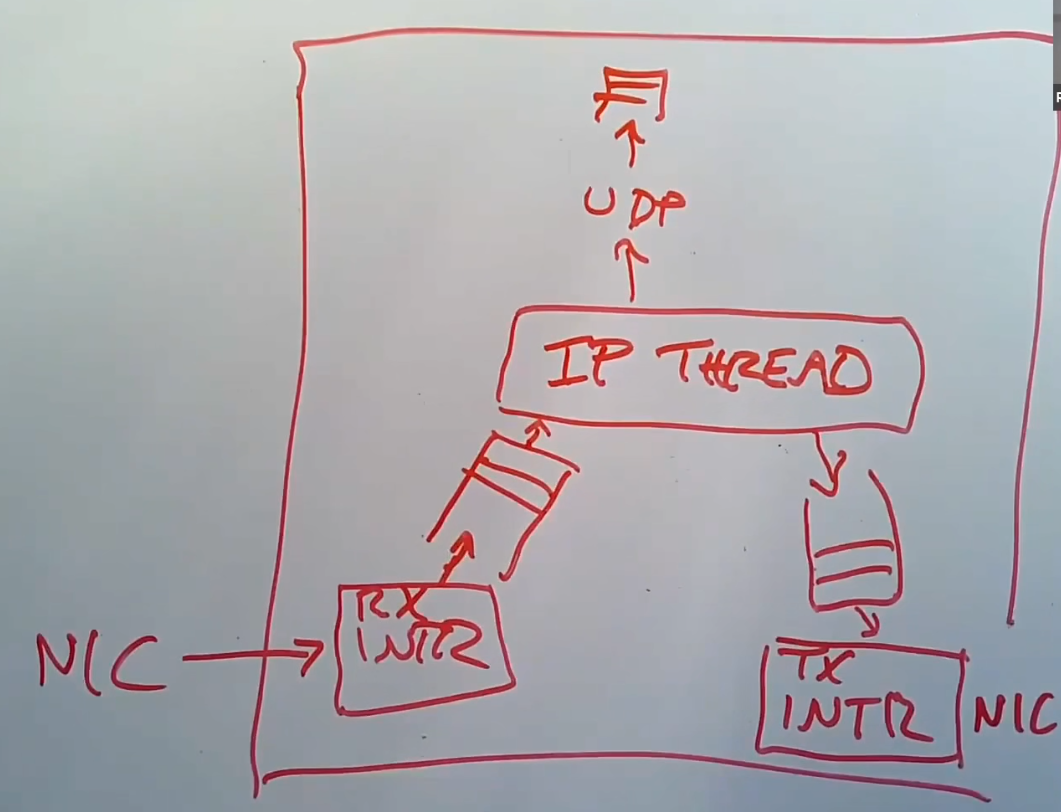 UDP
IP THREAD
RX
INTR
NIC
TX
INTR
NIC